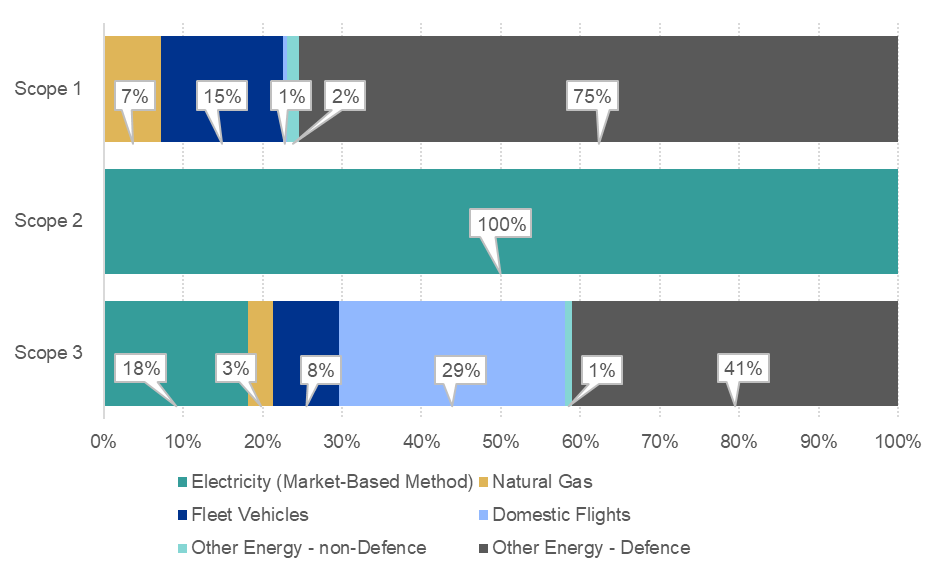 Scope 1
7%
15%
1%
2%
75%
Scope 2
100%
Scope 3
18%
3%
8%
29%
1%
41%
0% 10% 20% 30% 40% 50% 60% 70% 80% 90% 100%
Electricity (Market-Based Method) Natural Gas
Fleet Vehicles Domestic Flights
Other Energy - non-Defence Other Energy - Defence